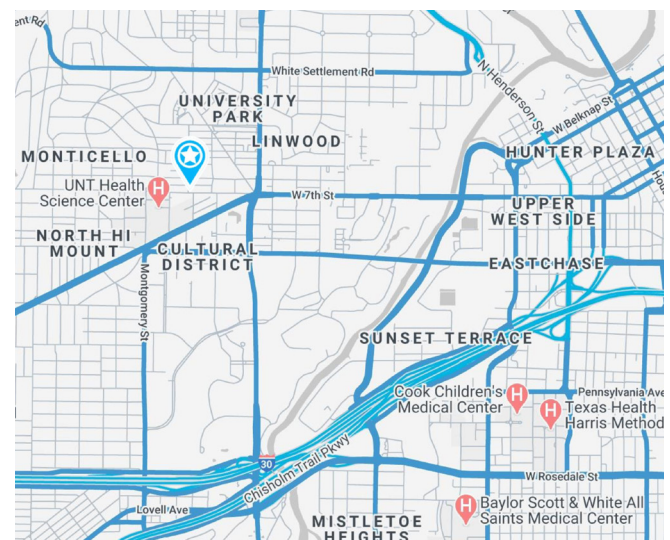 ent Rd
White Settlement Rd
N Henderson St
W Belknap St
UNIVERSITY
PARK
LINWOOD
HUNTER PLAZA
MONTICELLO
UNT Health
Science Center
H
W 7th St
Hou
UPPER
WEST SIDE
NORTH HI
MOUNT
CULTURAL
DISTRICT
EASTCHASE
Montgomery St
SUNSET TERRACE
Cook Children's
Medical Center
H
Pennsylvania Ave
H
Texas Health
Harris Method
30
Chisholm Trail Pkwy
W Rosedale St
Lovell Ave
H
Baylor Scott & White All
Saints Medical Center
MISTLETOE
HEIGHTS